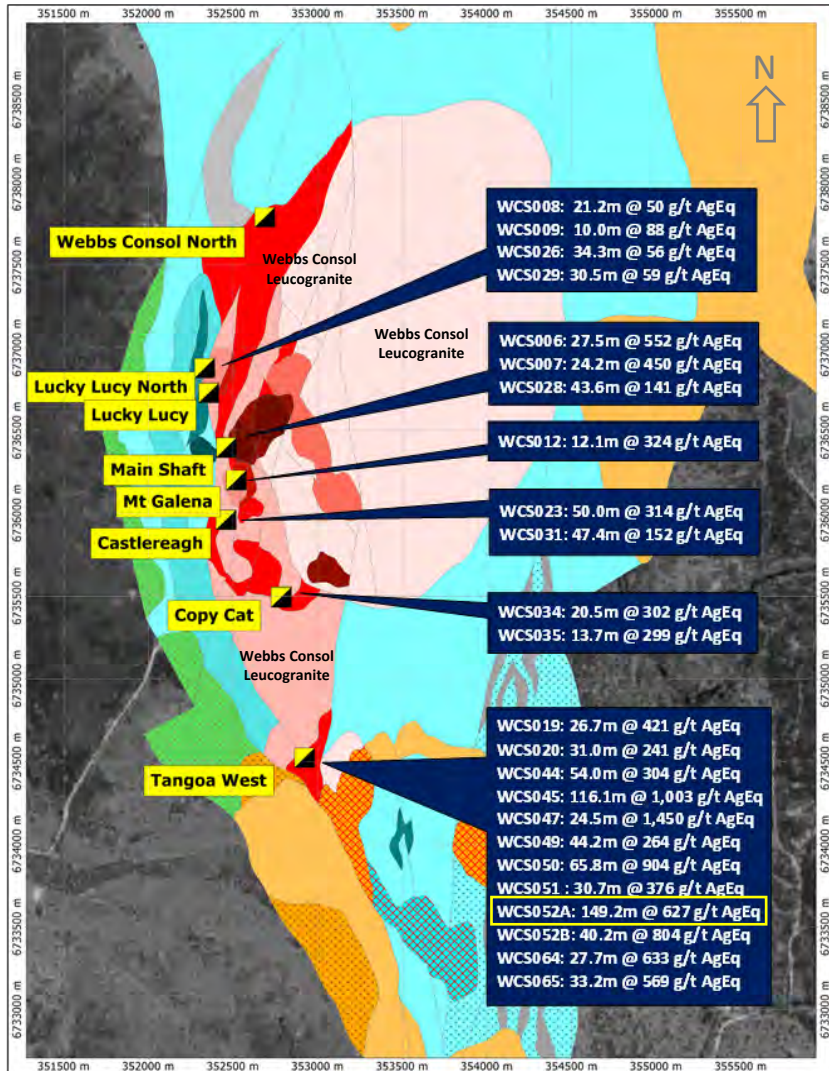 351500 m 352000 m 352500 m 353000 m 353500 m 354000 m 354500 m 355000 m 355500 m
6738500 m
6738000 m
6737500 m
6737000 m
6736500 m
6736000 m
6735500 m
6735000 m
6734500 m
6734000 m
6733500 m
6733000 m
N
Webbs Consol North
Webbs Consol
Leucogranite
Webbs Consol
Leucogranite
Lucky Lucy North
Lucky Lucy
Main Shaft
Mt Galena
Castlereagh
Copy Cat
Webbs Consol
Leucogranite
Tangoa West
WCS008: 21.2m @ 50 g/t AgEq
WCS009: 10.0m @ 88 g/t AgEq
WCS026: 34.3m @ 56 g/t AgEq
WCS029: 30.5m @ 59 g/t AgEq
WCS006: 27.5m @ 552 g/t AgEq
WCS007: 24.2m @ 450 g/t AgEq
WCS028: 43.6m @ 141 g/t AgEq
WCS012: 12.1m @ 324 g/t AgEq
WCS023: 50.0m @ 314 g/t AgEq
WCS031: 47.4m @ 152 g/t AgEq
WCS034: 20.5m @ 302 g/t AgEq
WCS035: 13.7m @ 299 g/t AgEq
WCS019: 26.7m @ 421 g/t AgEq
WCS020: 31.0m @ 241 g/t AgEq
WCS044: 54.0m @ 304 g/t AgEq
WCS045: 116.1m @ 1,003 g/t AgEq
WCS047: 24.5m @ 1,450 g/t AgEq
WCS049: 44.2m @ 264 g/t AgEq
WCS050: 65.8m @ 904 g/t AgEq
WCS051 : 30.7m @ 376 g/t AgEq
WCS052A: 149.2m @ 627 g/t AgEq
WCS052B: 40.2m @ 804 g/t AgEq
WCS064: 27.7m @ 633 g/t AgEq
WCS065: 33.2m @ 569 g/t AgEq
6738500 m
6738000 m
6737500 m
6737000 m
6736500 m
6736000 m
6735500 m
6735000 m
6734500 m
6734000 m
6733500 m
6733000 m
351500 m 352000 m 352500 m 353000 m 353500 m 354000 m 354500 m 355000 m 355500 m